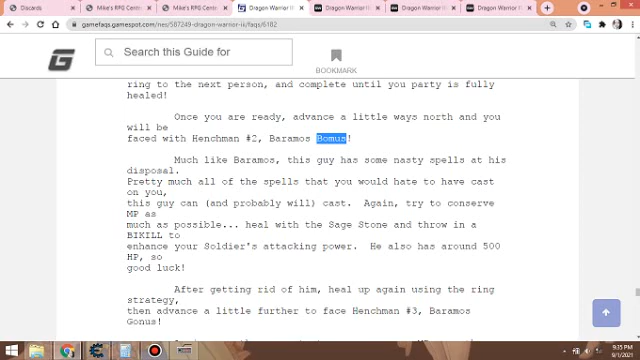 Discards
Mike's RPG Center
Mike's RPG Center
Dragon Warrior II
Dragon Warrior
Dragon Warrior
Dragon Warrior
gamefaqs.gamespot.com/nes/587249-dragon-warrior-iii/faqs/6182
Search this Guide for
BOOKMARK
ring to the next person, and complete until you party is fully
healed!
Once you are ready, advance a little ways north and you
will be
faced with Henchman #2, Baramos Bomus!
Much like Baramos, this guy has some nasty spells at his
disposal.
Pretty much all of the spells that you would hate to have cast
on you,
this guy can (and probably will) cast. Again, try to conserve
MP as
much as possible... heal with the Sage Stone and throw in a
BIKILL to
enhance your Soldier's attacking power. He also has around 500
HP, so
good luck!
After getting rid of him, heal up again using the ring
strategy,
then advance a little further to face Henchman #3, Baramos
Gonus!
9:35 PM
9/1/2021